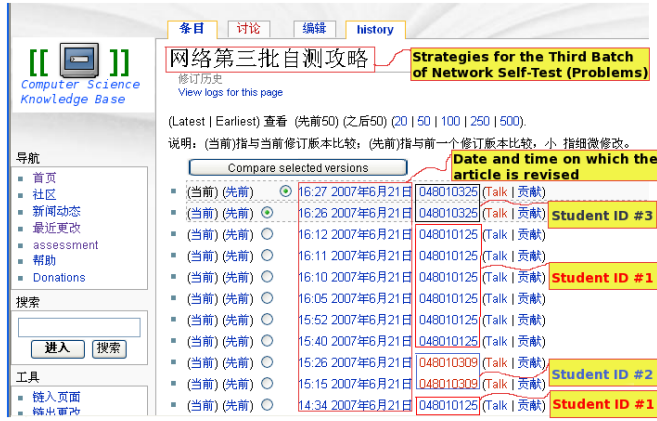 条目 讨论 编辑 history
[[ ]]
Computer Science
Knowledge Base
网络第三批自测攻略
Strategies for the Third Batch
of Network Self-Test (Problems)
修订历史
View logs for this page
(Latest | Earliest) 查看 (先前50) (之后50) (20 | 50 | 100 | 250 | 500).
说明：(当前)指与当前修订版本比较；(先前)指与前一个修订版本比较，小 指细微修改。
Compare selected versions
Date and time on which the
article is revised
(当前) (先前) 16:27 2007年6月21日 048010325 (Talk | 贡献)
(当前) (先前) 16:26 2007年6月21日 048010325 (Talk | 贡献)
Student ID #3
(当前) (先前) 16:12 2007年6月21日 048010125 (Talk | 贡献)
(当前) (先前) 16:11 2007年6月21日 048010125 (Talk | 贡献)
(当前) (先前) 16:10 2007年6月21日 048010125 (Talk | 贡献)
Student ID #1
(当前) (先前) 16:05 2007年6月21日 048010125 (Talk | 贡献)
(当前) (先前) 15:52 2007年6月21日 048010125 (Talk | 贡献)
(当前) (先前) 15:40 2007年6月21日 048010125 (Talk | 贡献)
(当前) (先前) 15:26 2007年6月21日 048010309 (Talk | 贡献)
Student ID #2
(当前) (先前) 15:15 2007年6月21日 048010309 (Talk | 贡献)
(当前) (先前) 14:34 2007年6月21日 048010125 (Talk | 贡献)
Student ID #1
导航
首页
社区
新闻动态
最近更改
assessment
帮助
Donations
搜索
进入 搜索
工具
链入页面
链出更改